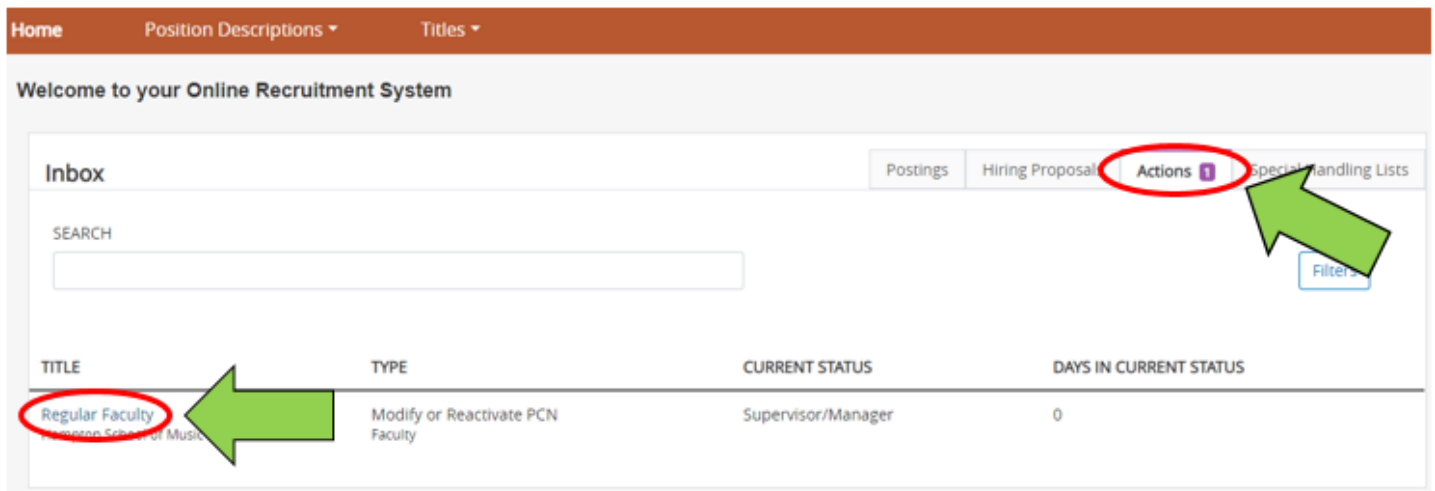 Home Position Descriptions Titles
Welcome to your Online Recruitment System
Inbox Postings Hiring Proposals Actions 1 Special Handling Lists
SEARCH
Filters
TITLE TYPE CURRENT STATUS DAYS IN CURRENT STATUS
Regular Faculty Modify or Reactivate PCN Supervisor/Manager 0
Hampton School of Music Faculty